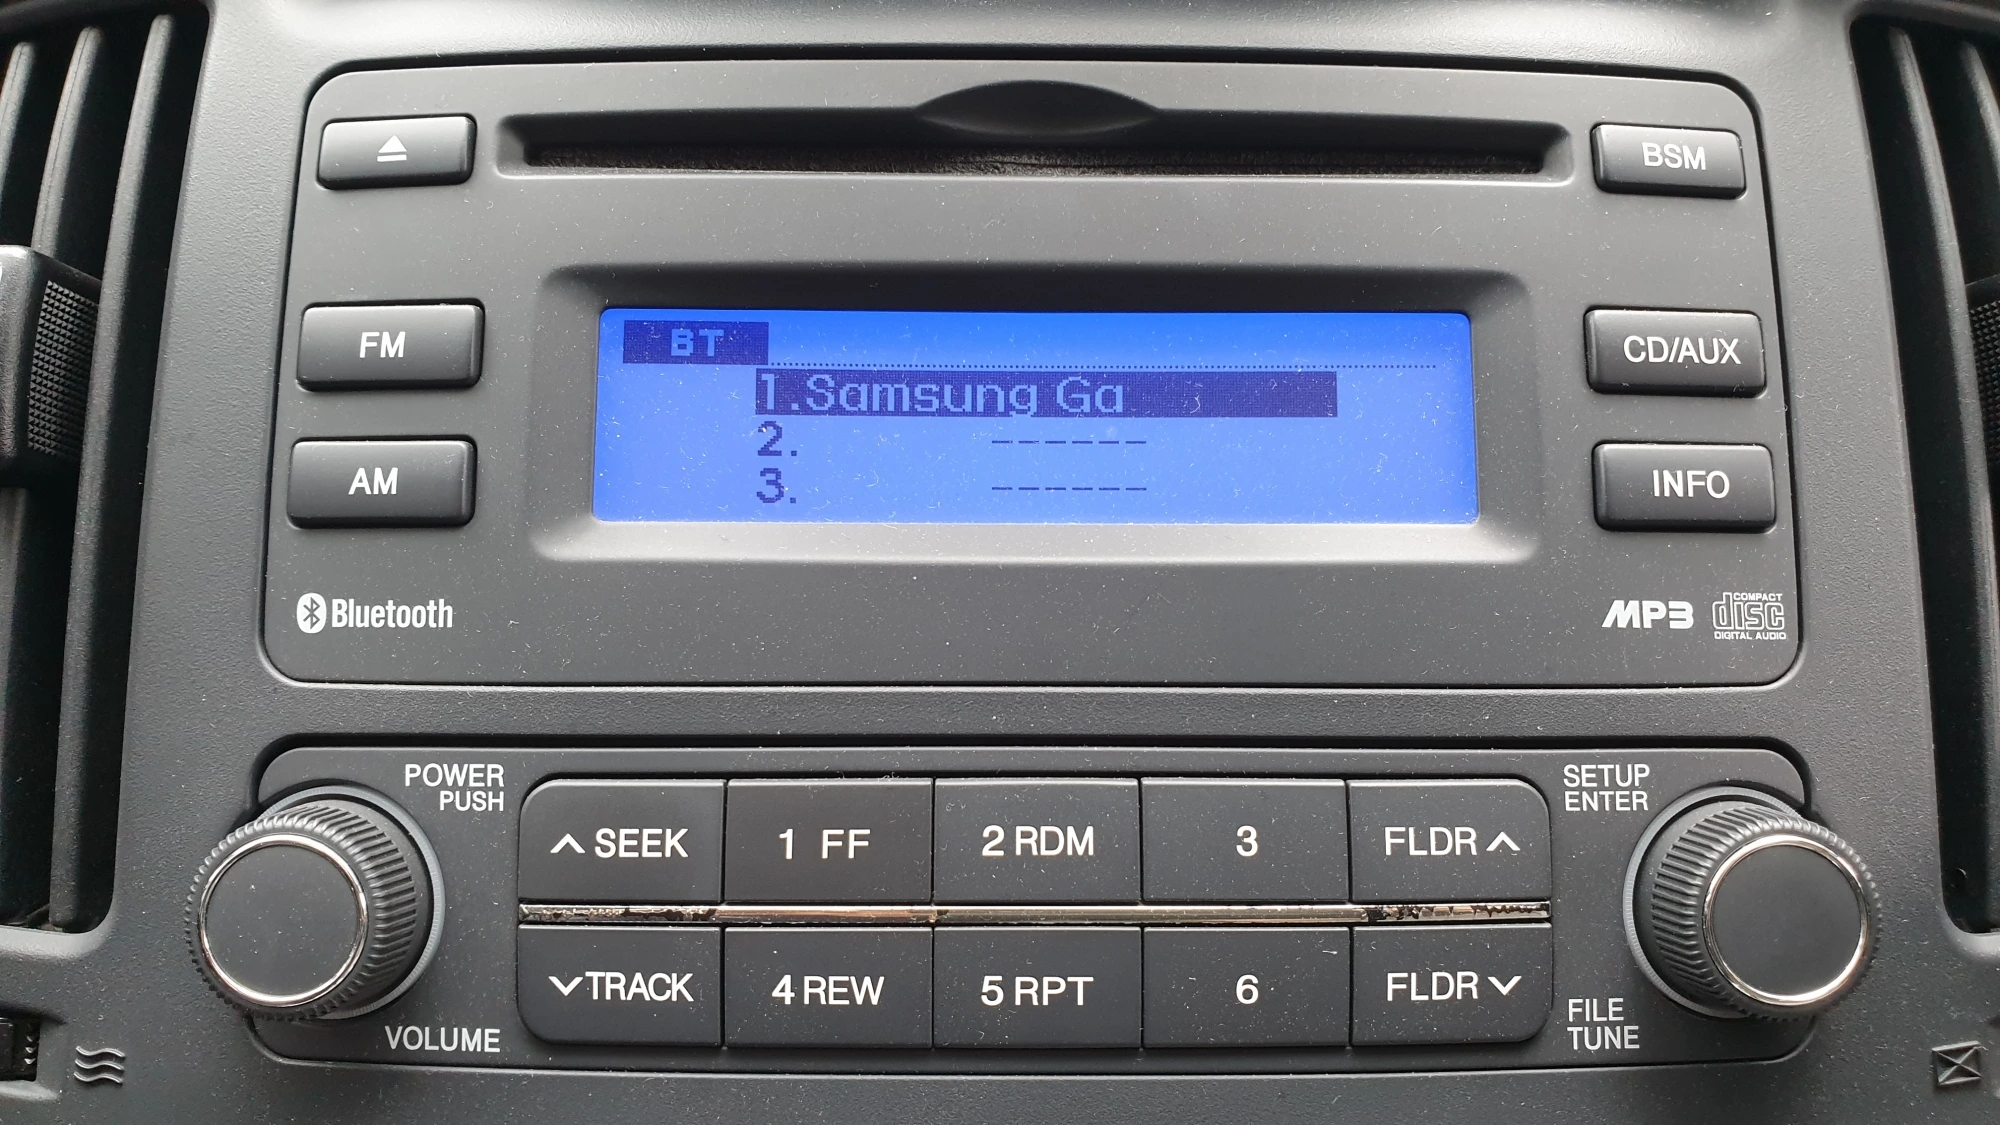 BSM
FM
BT
1.Samsung Ga
2. ------
3. ------
CD/AUX
AM
INFO
Bluetooth
MP3
COMPACT
disc
DIGITAL AUDIO
POWER
PUSH
VOLUME
SEEK
1 FF
2 RDM
3
FLDR
TRACK
4 REW
5 RPT
6
FLDR
SETUP
ENTER
FILE
TUNE